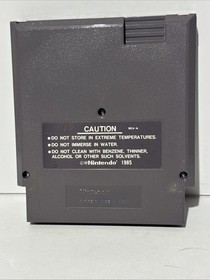 CAUTION
REV-A
●DO NOT STORE IN EXTREME TEMPERATURES.
●DO NOT IMMERSE IN WATER.
●DO NOT CLEAN WITH BENZENE, THINNER,
ALCOHOL OR OTHER SUCH SOLVENTS.
©®Nintendo® 1985